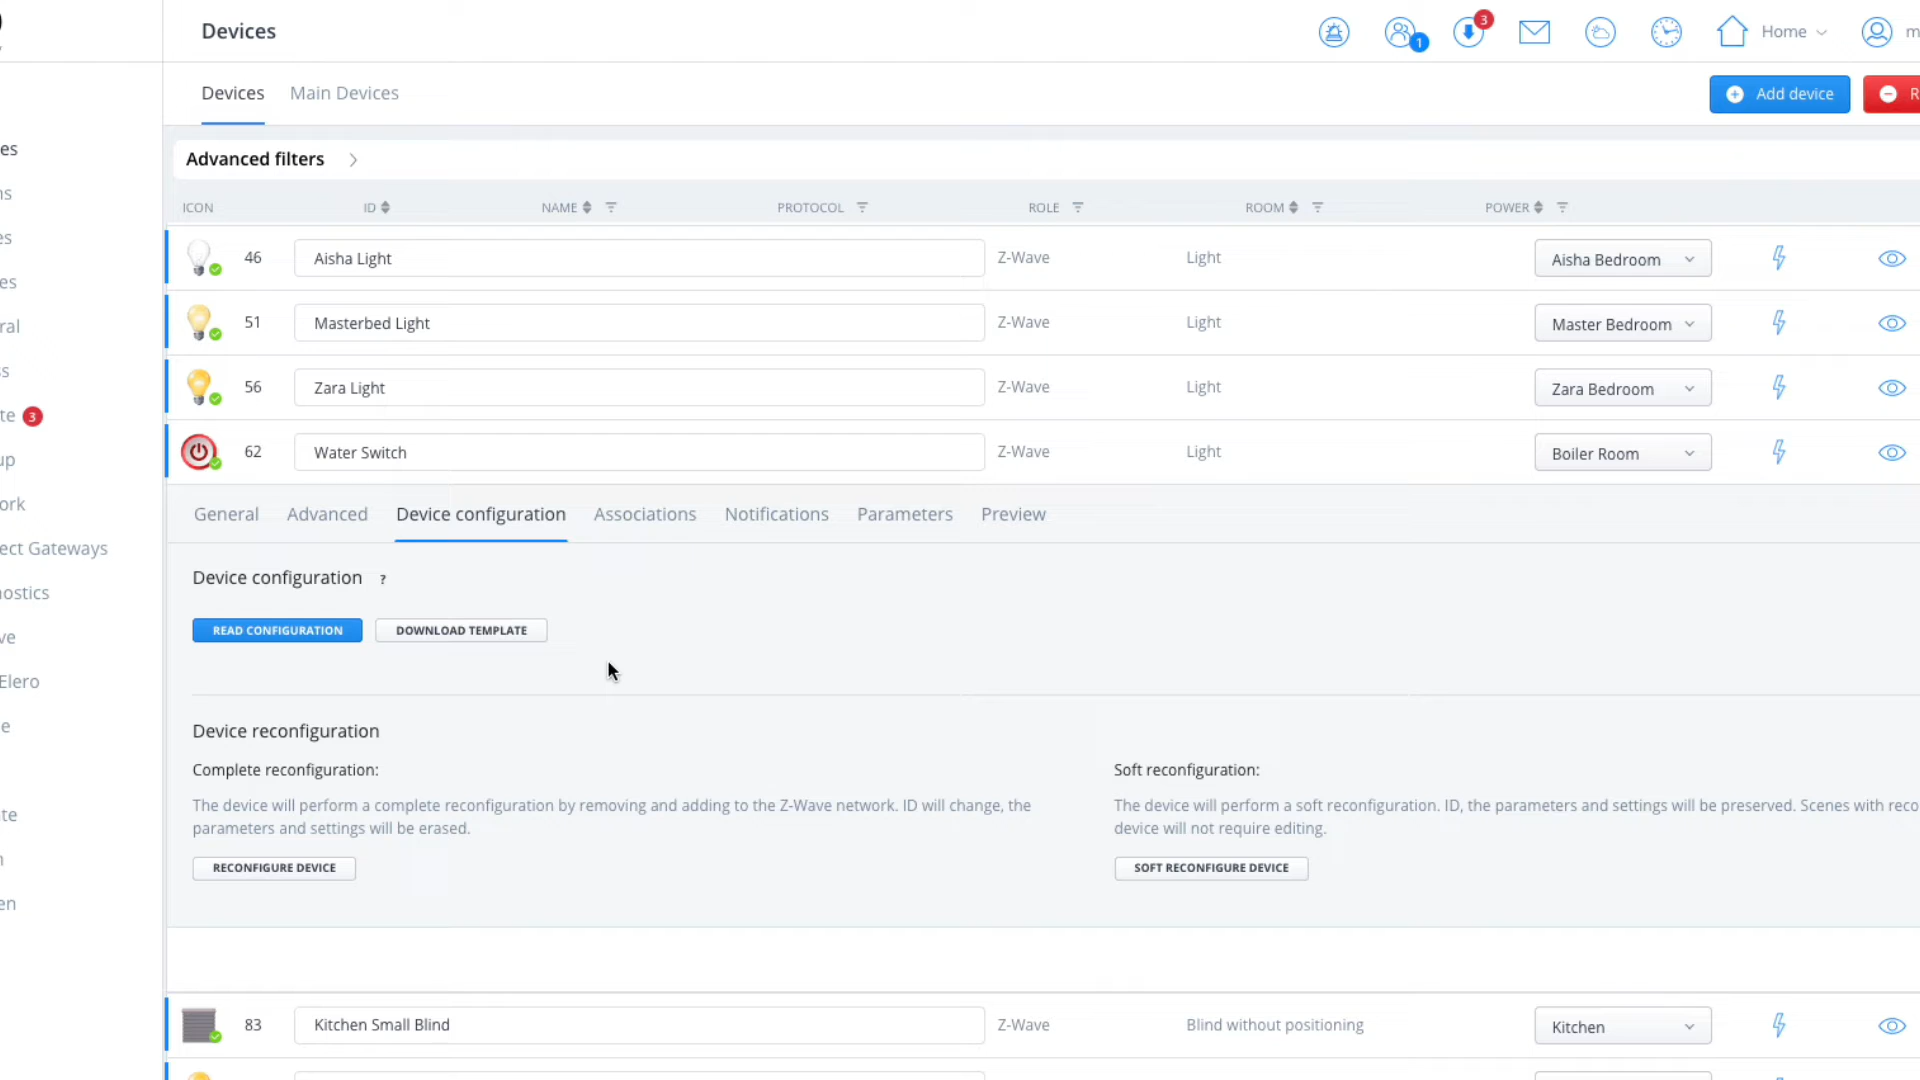 Devices
3
1
Home
m
Devices
Main Devices
Add device
R
es
Advanced filters
ns
ICON
ID
NAME
PROTOCOL
ROLE
ROOM
POWER
es
46
Aisha Light
Z-Wave
Light
Aisha Bedroom
es
51
Masterbed Light
Z-Wave
Light
Master Bedroom
ral
ss
56
Zara Light
Z-Wave
Light
Zara Bedroom
te 3
62
Water Switch
Z-Wave
Light
Boiler Room
up
ork
General
Advanced
Device configuration
Associations
Notifications
Parameters
Preview
ect Gateways
Device configuration ?
nostics
READ CONFIGURATION
DOWNLOAD TEMPLATE
ve
Elero
e
Device reconfiguration
Complete reconfiguration:
The device will perform a complete reconfiguration by removing and adding to the Z-Wave network. ID will change, the
parameters and settings will be erased.
RECONFIGURE DEVICE
Soft reconfiguration:
The device will perform a soft reconfiguration. ID, the parameters and settings will be preserved. Scenes with reco
device will not require editing.
SOFT RECONFIGURE DEVICE
te
n
en
83
Kitchen Small Blind
Z-Wave
Blind without positioning
Kitchen